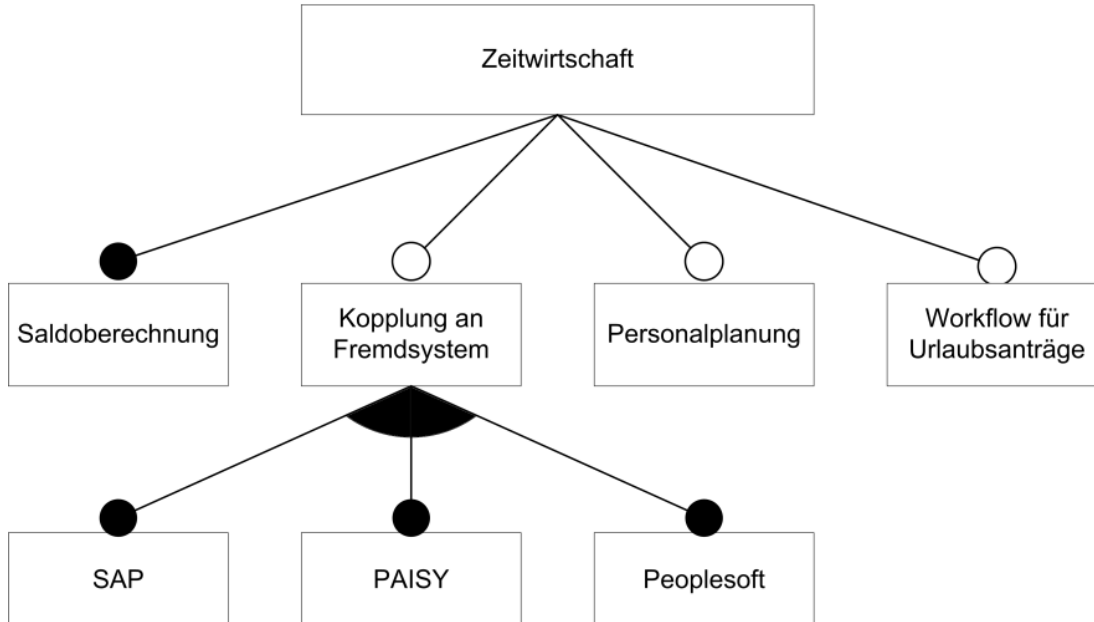 Zeitwirtschaft
Saldoberechnung
Kopplung an
Fremdsystem
Personalplanung
Workflow für
Urlaubsanträge
SAP
PAISY
Peoplesoft